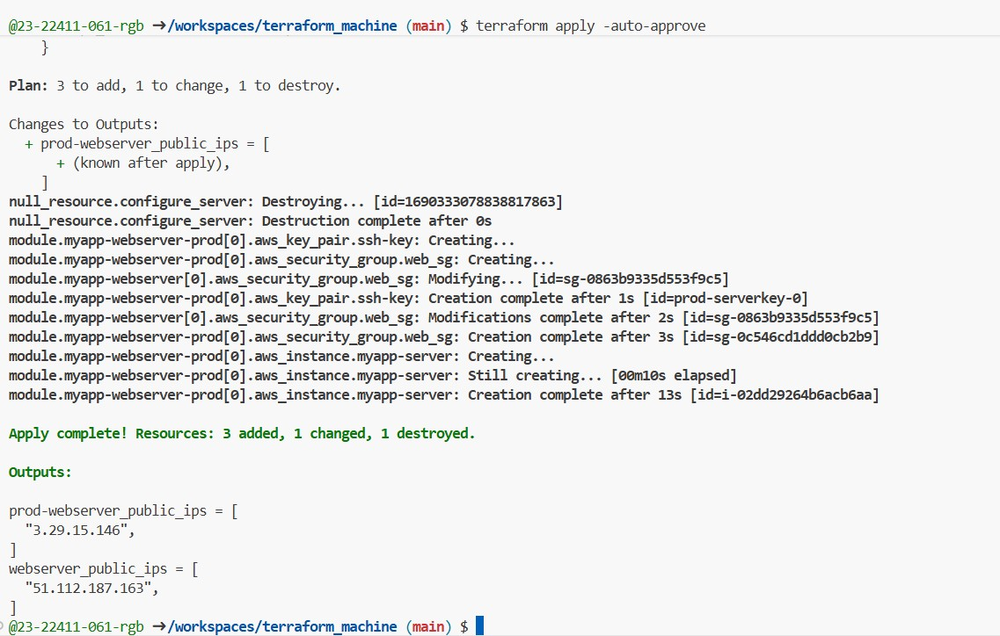 @23-22411-061-rgb ➜/workspaces/terraform_machine (main) $ terraform apply -auto-approve
}
Plan: 3 to add, 1 to change, 1 to destroy.
Changes to Outputs:
+ prod-webserver_public_ips = [
+ (known after apply),
]
null_resource.configure_server: Destroying... [id=1690333078838817863]
null_resource.configure_server: Destruction complete after 0s
module.myapp-webserver-prod[0].aws_key_pair.ssh-key: Creating...
module.myapp-webserver-prod[0].aws_security_group.web_sg: Creating...
module.myapp-webserver[0].aws_security_group.web_sg: Modifying... [id=sg-0863b9335d553f9c5]
module.myapp-webserver-prod[0].aws_key_pair.ssh-key: Creation complete after 1s [id=prod-serverkey-0]
module.myapp-webserver[0].aws_security_group.web_sg: Modifications complete after 2s [id=sg-0863b9335d553f9c5]
module.myapp-webserver-prod[0].aws_security_group.web_sg: Creation complete after 3s [id=sg-0c546cd1ddd0cb2b9]
module.myapp-webserver-prod[0].aws_instance.myapp-server: Creating...
module.myapp-webserver-prod[0].aws_instance.myapp-server: Still creating... [00m10s elapsed]
module.myapp-webserver-prod[0].aws_instance.myapp-server: Creation complete after 13s [id=i-02dd29264b6acb6aa]
Apply complete! Resources: 3 added, 1 changed, 1 destroyed.
Outputs:
prod-webserver_public_ips = [
"3.29.15.146",
]
webserver_public_ips = [
"51.112.187.163",
]
@23-22411-061-rgb ➜/workspaces/terraform_machine (main) $